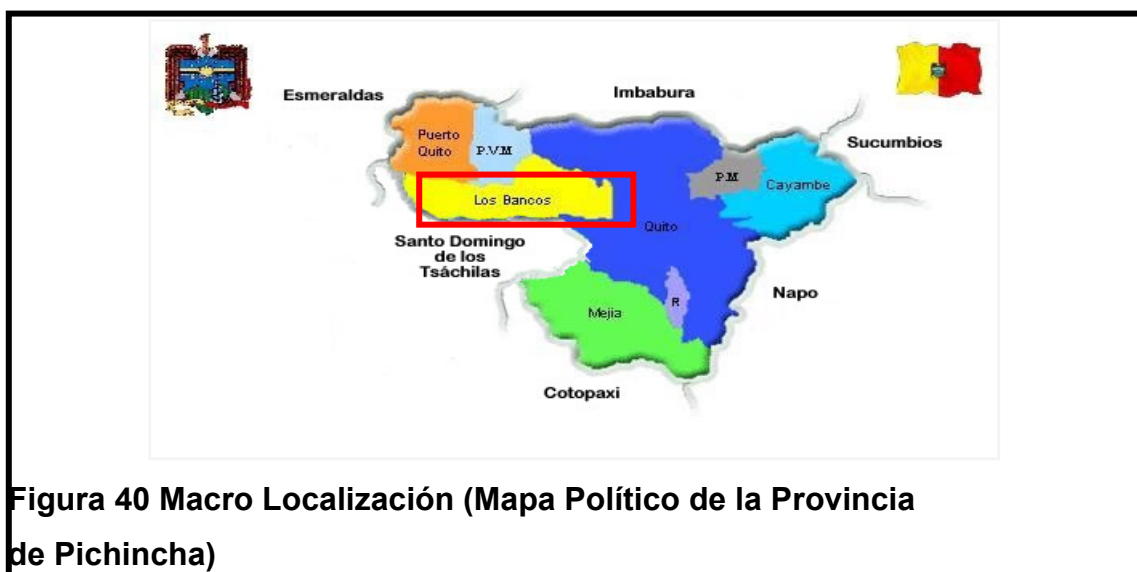 Esmeraldas
Imbabura
Sucumbios
Puerto
Quito
P.V.M
P.M
Cayambe
Los Bancos
Quito
Santo Domingo
de los
Tsáchilas
Napo
R
Mejia
Cotopaxi
Figura 40 Macro Localización (Mapa Político de la Provincia
de Pichincha)